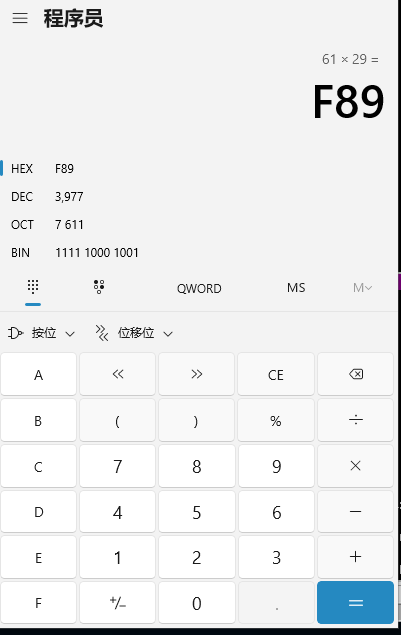 程序员
61 × 29 =
F89
HEX F89
DEC 3,977
OCT 7 611
BIN 1111 1000 1001
QWORD MS M
按位 位移位
A << >> CE
B ( ) % ÷
C 7 8 9 ×
D 4 5 6 −
E 1 2 3 +
F +/− 0 . =